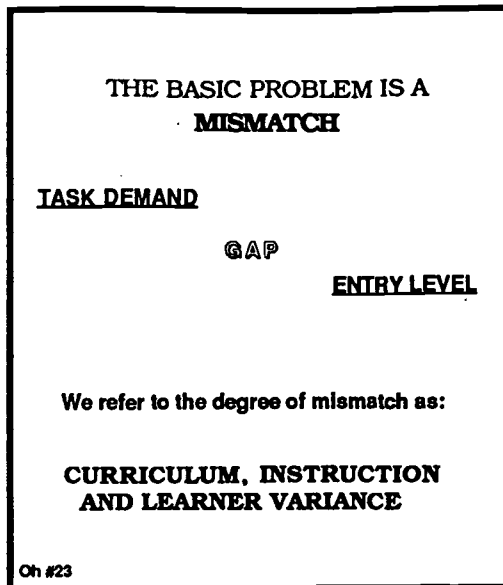 THE BASIC PROBLEM IS A
MISMATCH
TASK DEMAND
GAP
ENTRY LEVEL
We refer to the degree of mismatch as:
CURRICULUM, INSTRUCTION
AND LEARNER VARIANCE
Oh #23